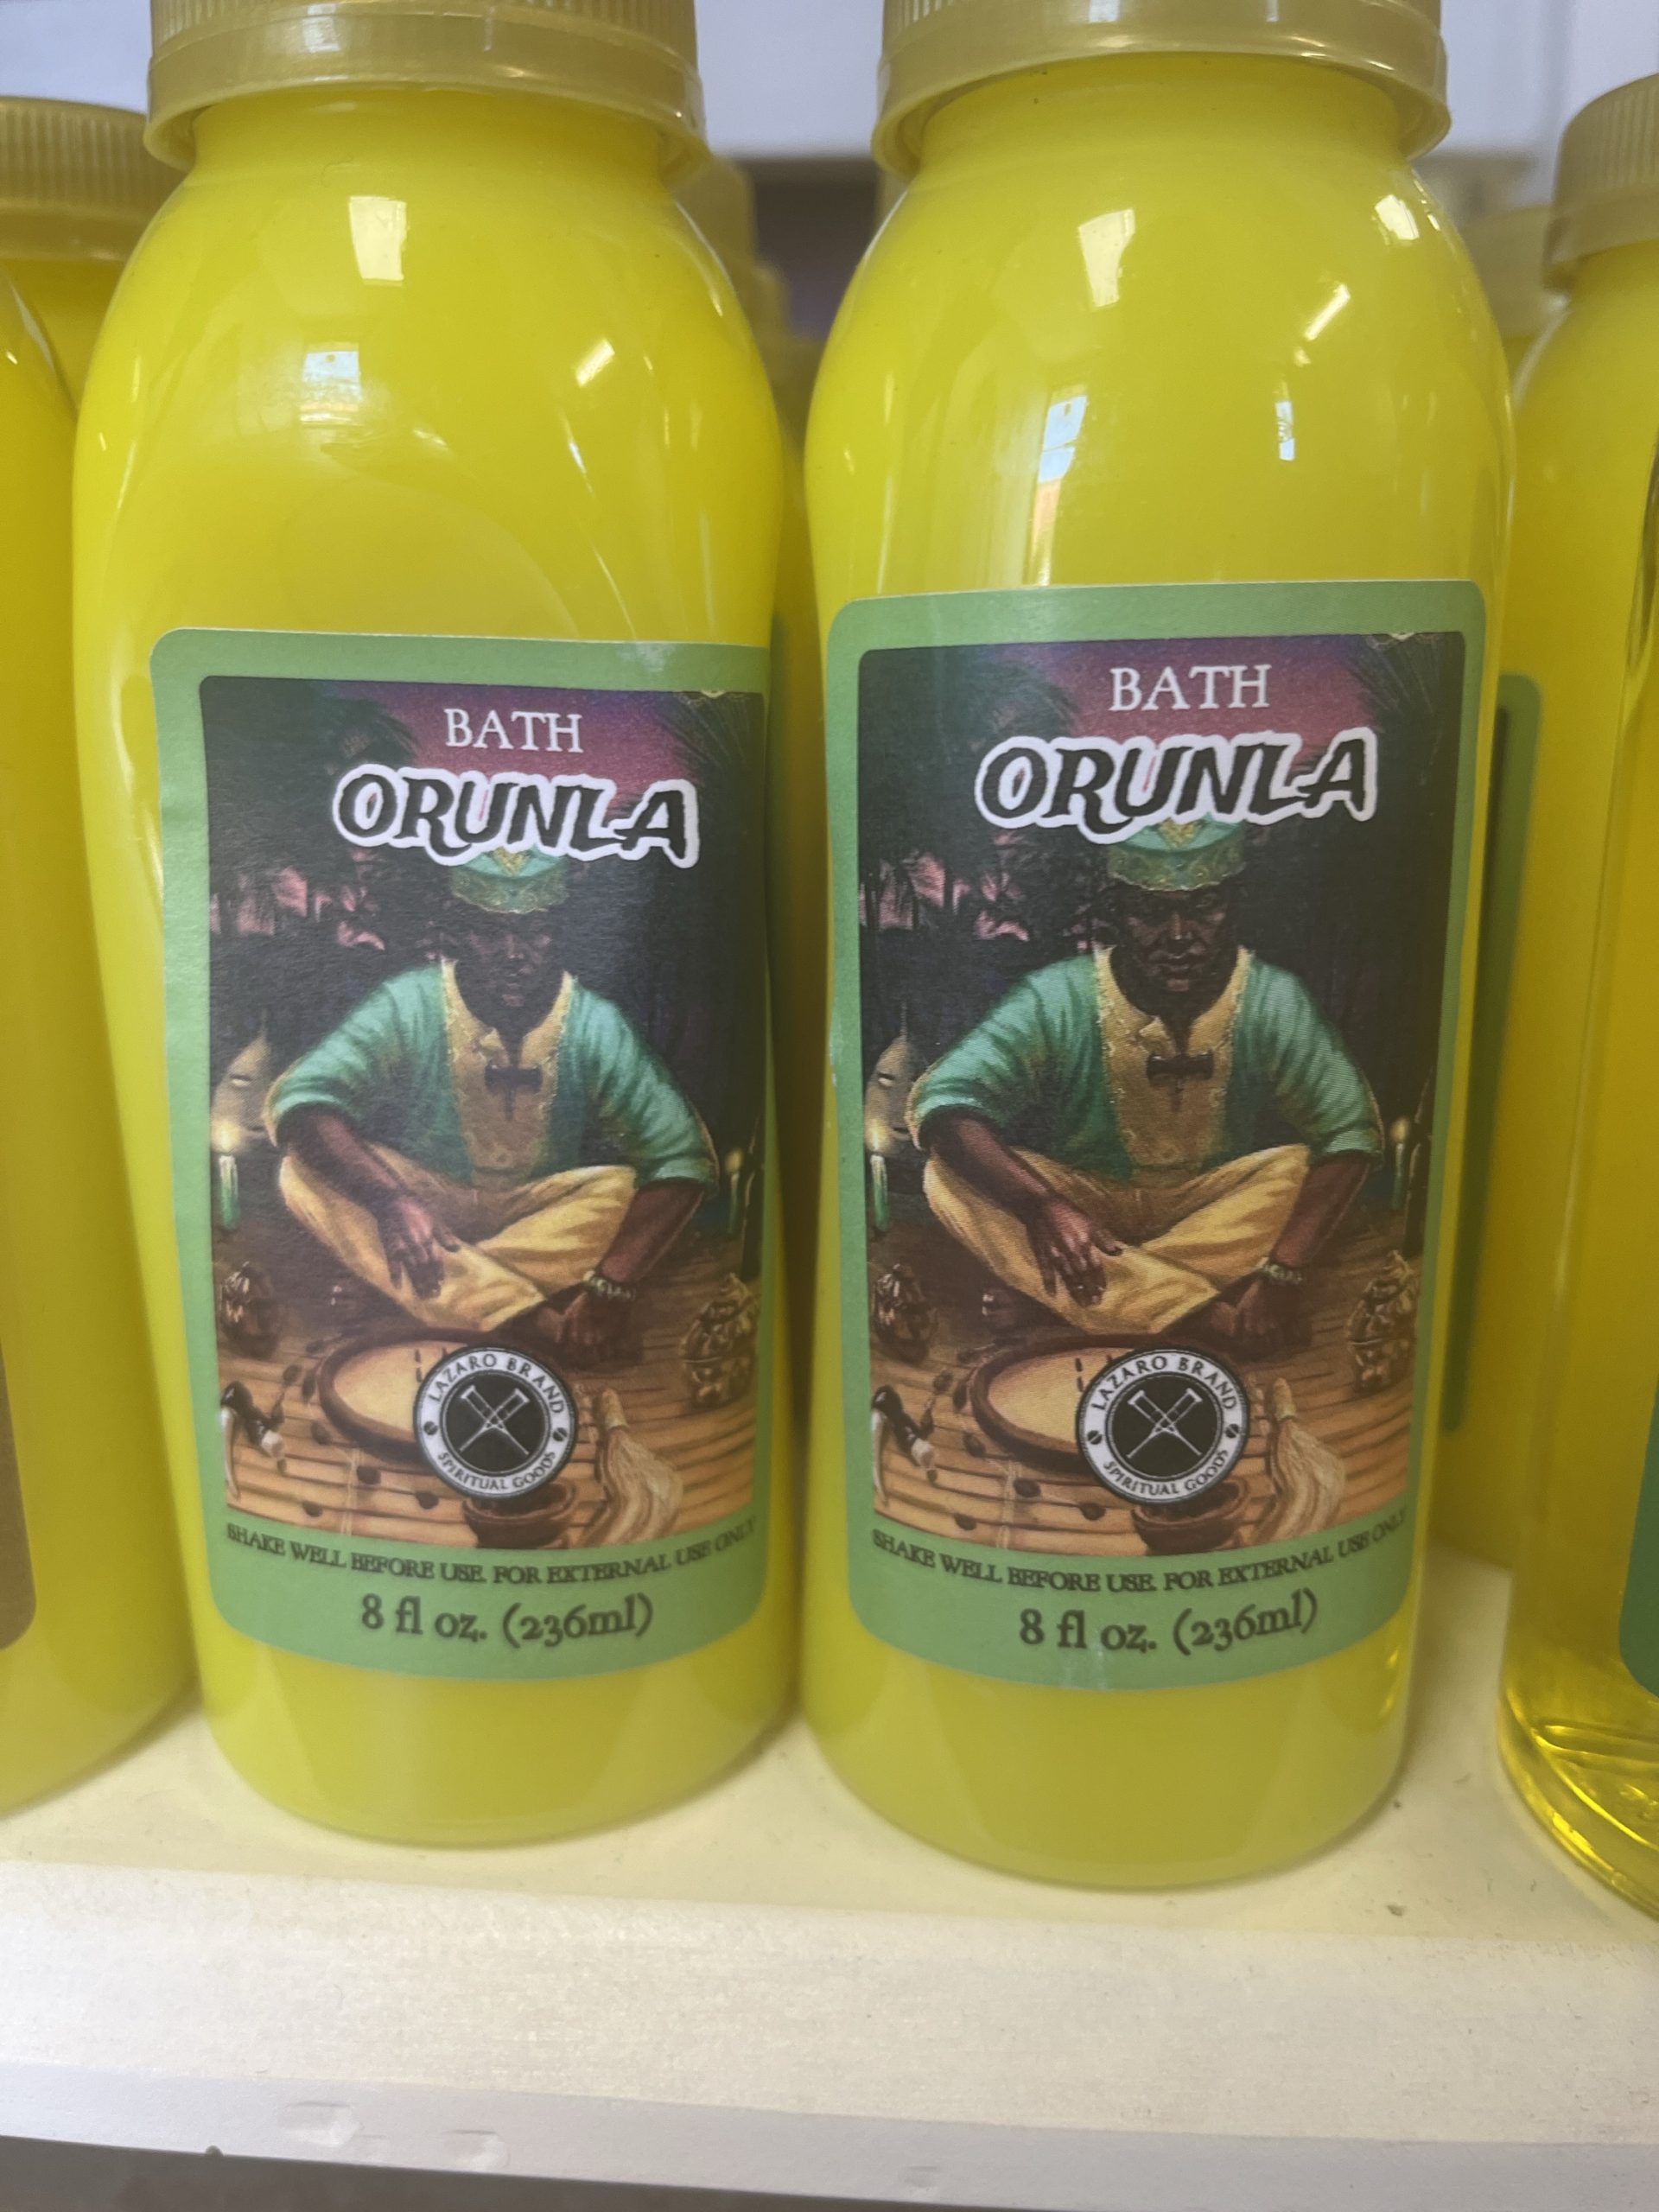 BATH
ORUNLA
LAZARO BRAND
SPIRITUAL GOODS
SHAKE WELL BEFORE USE. FOR EXTERNAL USE ONLY
8 fl oz. (236ml)
BATH
ORUNLA
LAZARO BRAND
SPIRITUAL GOODS
SHAKE WELL BEFORE USE. FOR EXTERNAL USE ONLY
8 fl oz. (236ml)